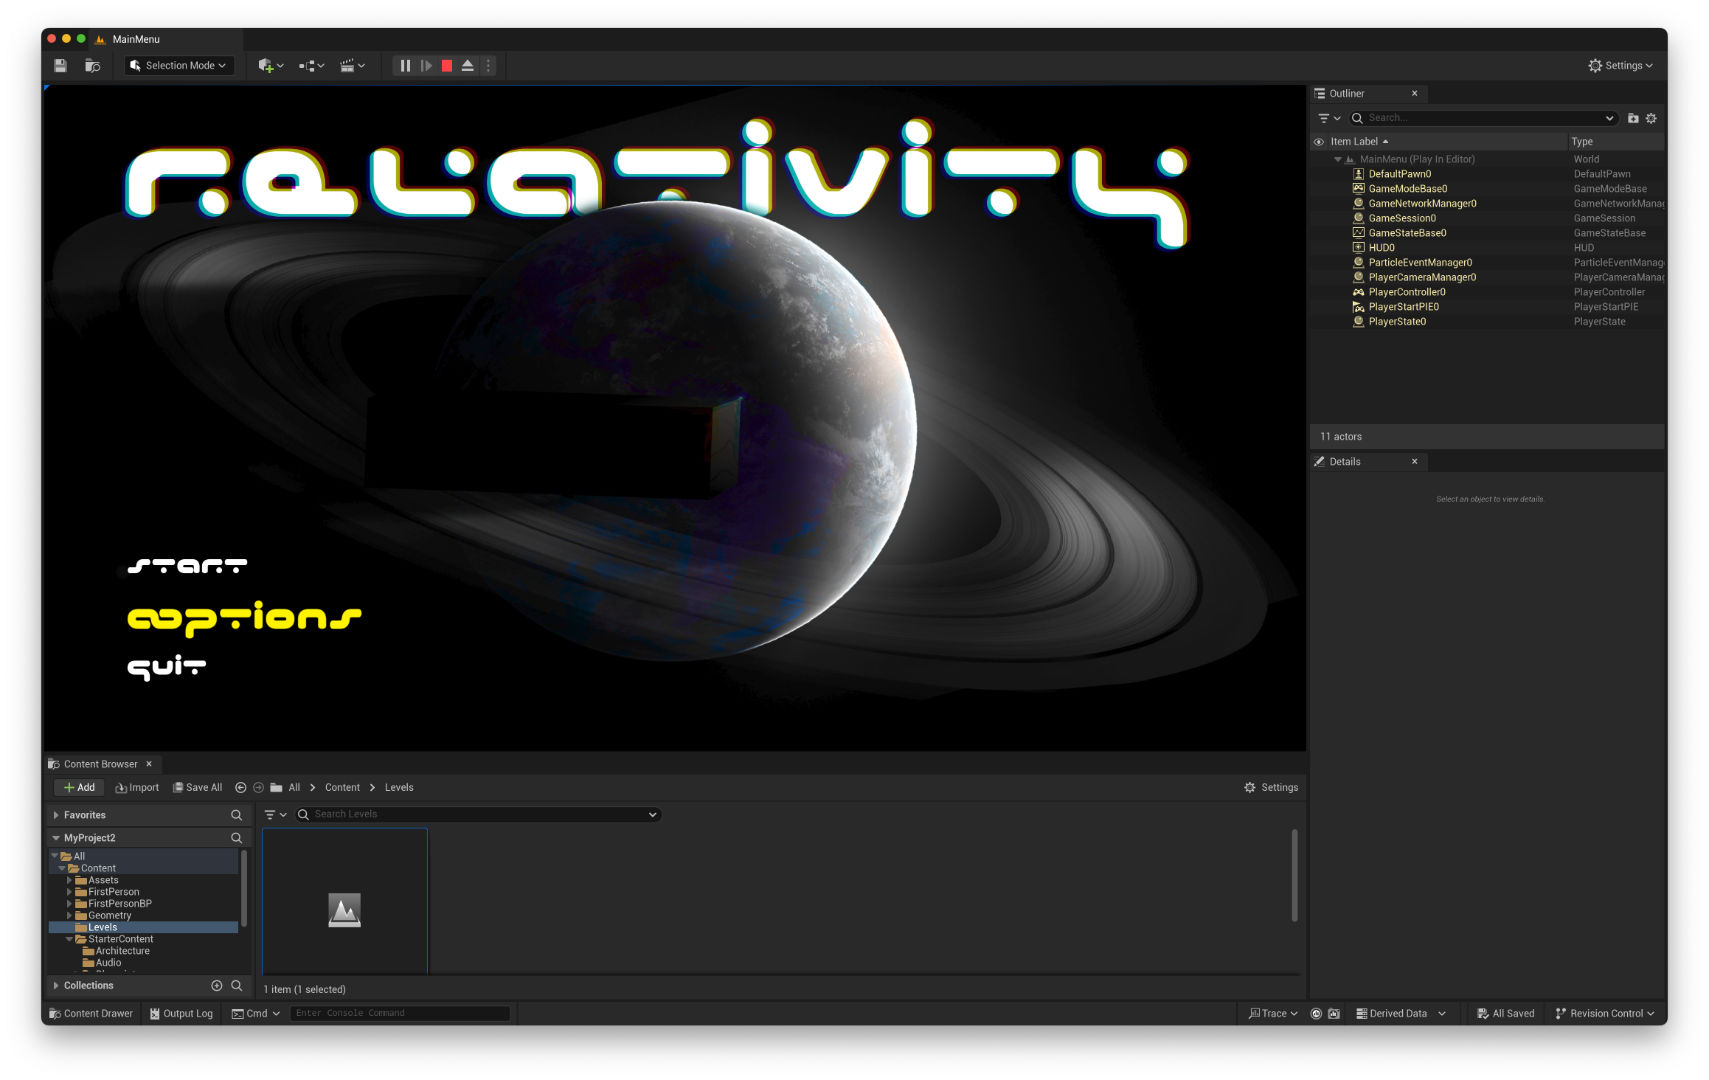 MainMenu
Selection Mode
Settings
relativity
start
options
quit
Outliner
Search...
Item Label
Type
MainMenu (Play In Editor)
World
DefaultPawn0
DefaultPawn
GameModeBase0
GameModeBase
GameNetworkManager0
GameNetworkManag
GameSession0
GameSession
GameStateBase0
GameStateBase
HUD0
HUD
ParticleEventManager0
ParticleEventManag
PlayerCameraManager0
PlayerCameraManag
PlayerController0
PlayerController
PlayerStartPIE0
PlayerStartPIE
PlayerState0
PlayerState
11 actors
Details
Select an object to view details.
Content Browser
Add
Import
Save All
All
Content
Levels
Settings
Favorites
Search Levels
MyProject2
All
Content
Assets
FirstPerson
FirstPersonBP
Geometry
Levels
StarterContent
Architecture
Audio
Collections
1 item (1 selected)
Content Drawer
Output Log
Cmd
Enter Console Command
Trace
Derived Data
All Saved
Revision Control